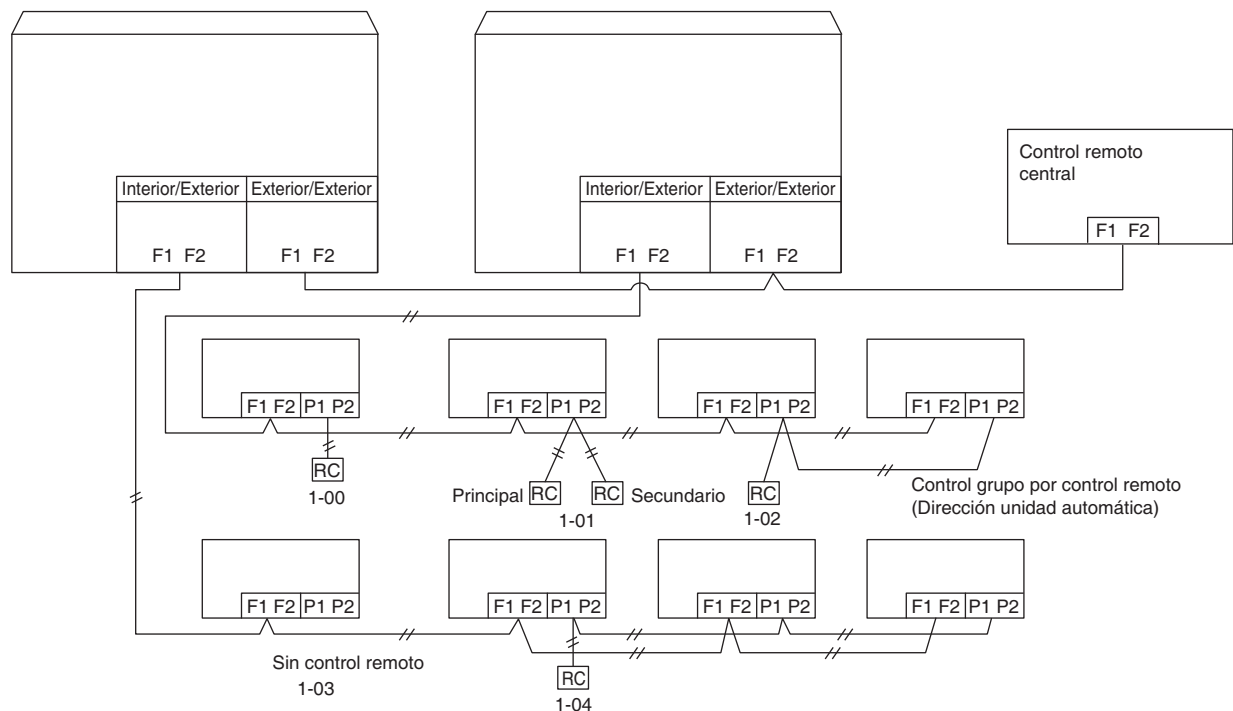 Interior/Exterior Exterior/Exterior
F1 F2 F1 F2
Interior/Exterior Exterior/Exterior
F1 F2 F1 F2
Control remoto
central
F1 F2
F1 F2 P1 P2
F1 F2 P1 P2
F1 F2 P1 P2
F1 F2 P1 P2
RC
1-00
Principal RC RC Secundario
1-01
RC
1-02
Control grupo por control remoto
(Dirección unidad automática)
F1 F2 P1 P2
F1 F2 P1 P2
F1 F2 P1 P2
F1 F2 P1 P2
Sin control remoto
1-03
RC
1-04